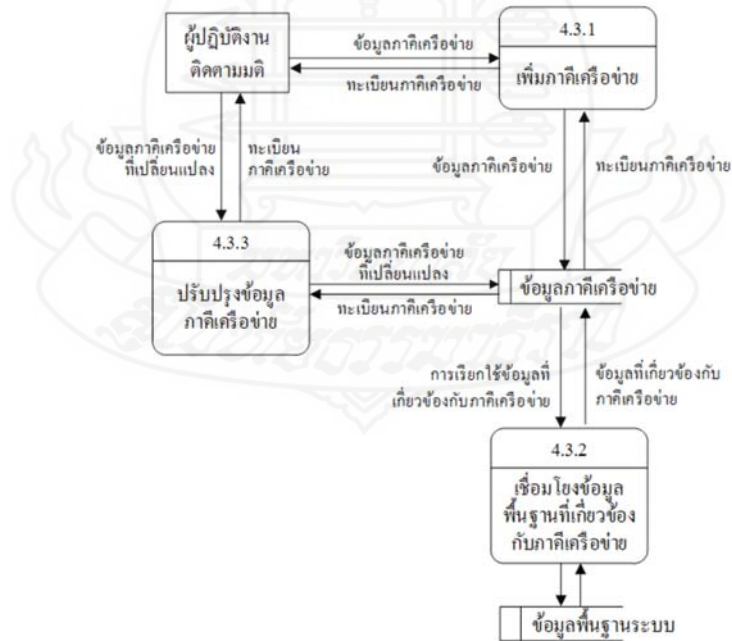 ผู้ปฏิบัติงาน
ติดตามมติ
ข้อมูลภาคีเครือข่าย
ทะเบียนภาคีเครือข่าย
4.3.1
เพิ่มภาคีเครือข่าย
ข้อมูลภาคีเครือข่าย
ที่เปลี่ยนแปลง
ทะเบียน
ภาคีเครือข่าย
ข้อมูลภาคีเครือข่าย
ทะเบียนภาคีเครือข่าย
4.3.3
ปรับปรุงข้อมูล
ภาคีเครือข่าย
ข้อมูลภาคีเครือข่าย
ที่เปลี่ยนแปลง
ทะเบียนภาคีเครือข่าย
ข้อมูลภาคีเครือข่าย
การเรียกใช้ข้อมูลที่
เกี่ยวข้องกับภาคีเครือข่าย
ข้อมูลที่เกี่ยวข้องกับ
ภาคีเครือข่าย
4.3.2
เชื่อมโยงข้อมูล
พื้นฐานที่เกี่ยวข้อง
กับภาคีเครือข่าย
ข้อมูลพื้นฐานระบบ